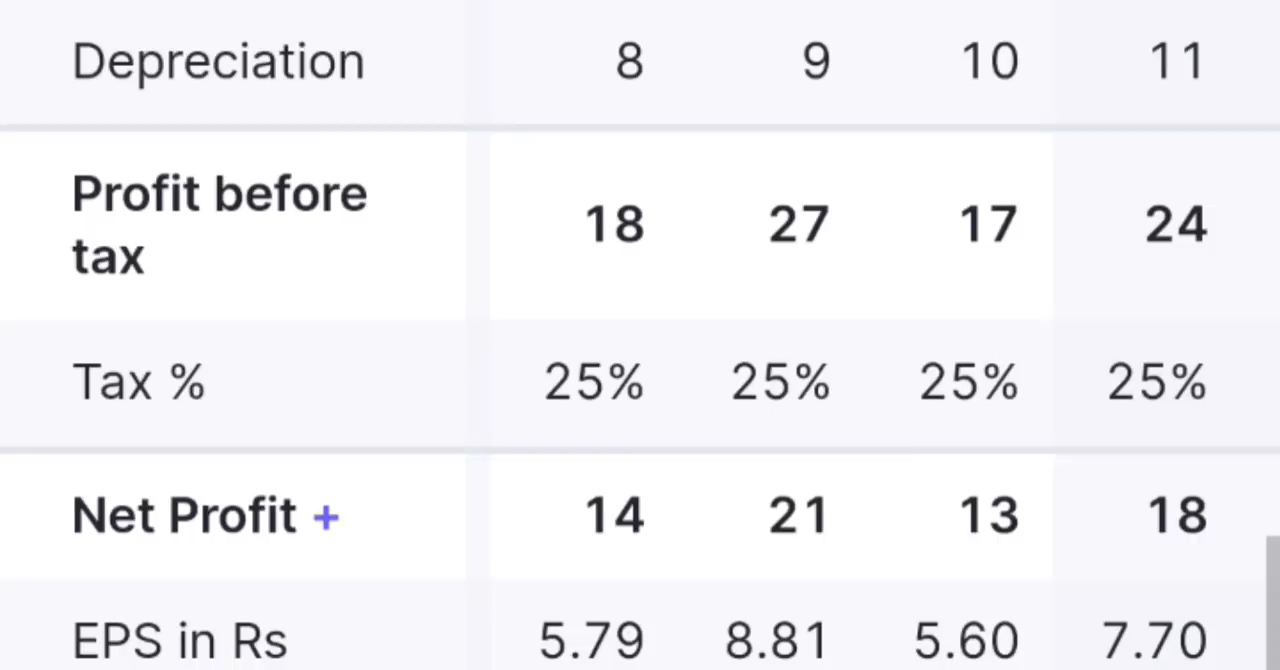 Depreciation 8 9 10 11
Profit before
tax 18 27 17 24
Tax % 25% 25% 25% 25%
Net Profit + 14 21 13 18
EPS in Rs 5.79 8.81 5.60 7.70